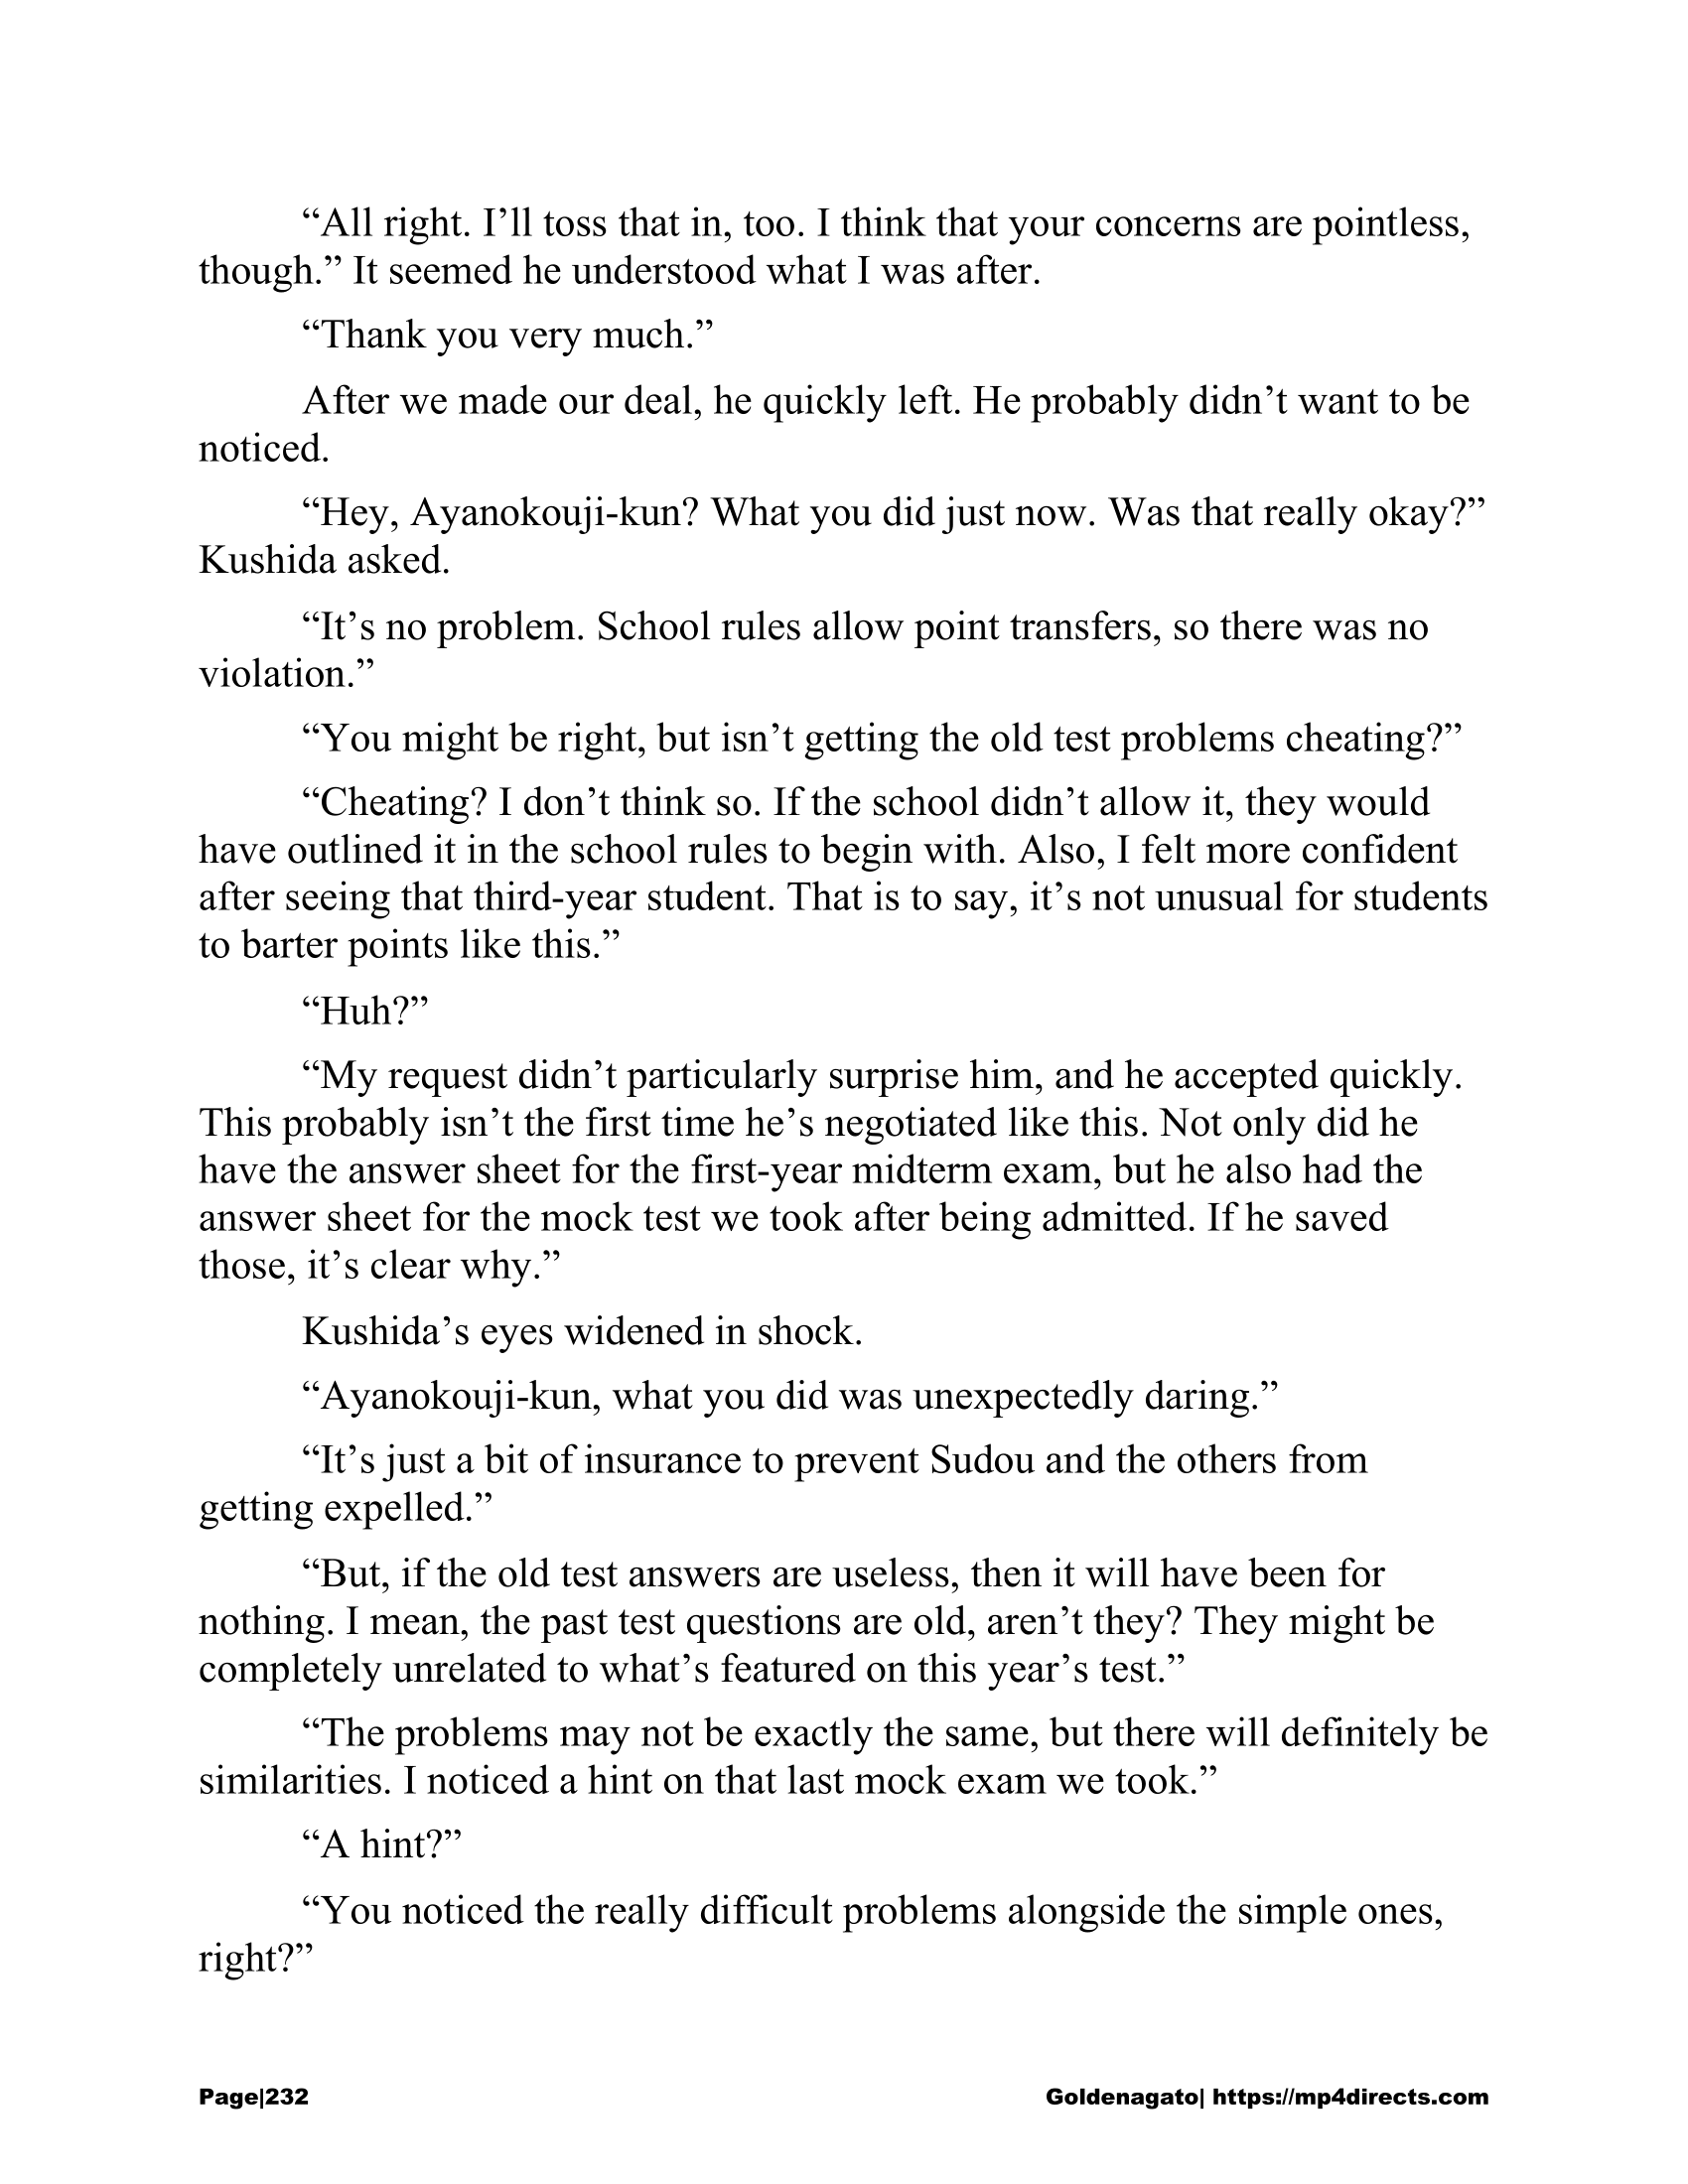 “All right. I’ll toss that in, too. I think that your concerns are pointless,
though.” It seemed he understood what I was after.
“Thank you very much.”
After we made our deal, he quickly left. He probably didn’t want to be
noticed.
“Hey, Ayanokouji-kun? What you did just now. Was that really okay?”
Kushida asked.
“It’s no problem. School rules allow point transfers, so there was no
violation.”
“You might be right, but isn’t getting the old test problems cheating?”
“Cheating? I don’t think so. If the school didn’t allow it, they would
have outlined it in the school rules to begin with. Also, I felt more confident
after seeing that third-year student. That is to say, it’s not unusual for students
to barter points like this.”
“Huh?”
“My request didn’t particularly surprise him, and he accepted quickly.
This probably isn’t the first time he’s negotiated like this. Not only did he
have the answer sheet for the first-year midterm exam, but he also had the
answer sheet for the mock test we took after being admitted. If he saved
those, it’s clear why.”
Kushida’s eyes widened in shock.
“Ayanokouji-kun, what you did was unexpectedly daring.”
“It’s just a bit of insurance to prevent Sudou and the others from
getting expelled.”
“But, if the old test answers are useless, then it will have been for
nothing. I mean, the past test questions are old, aren’t they? They might be
completely unrelated to what’s featured on this year’s test.”
“The problems may not be exactly the same, but there will definitely be
similarities. I noticed a hint on that last mock exam we took.”
“A hint?”
“You noticed the really difficult problems alongside the simple ones,
right?”
Page|232
Goldenagato| https://mp4directs.com